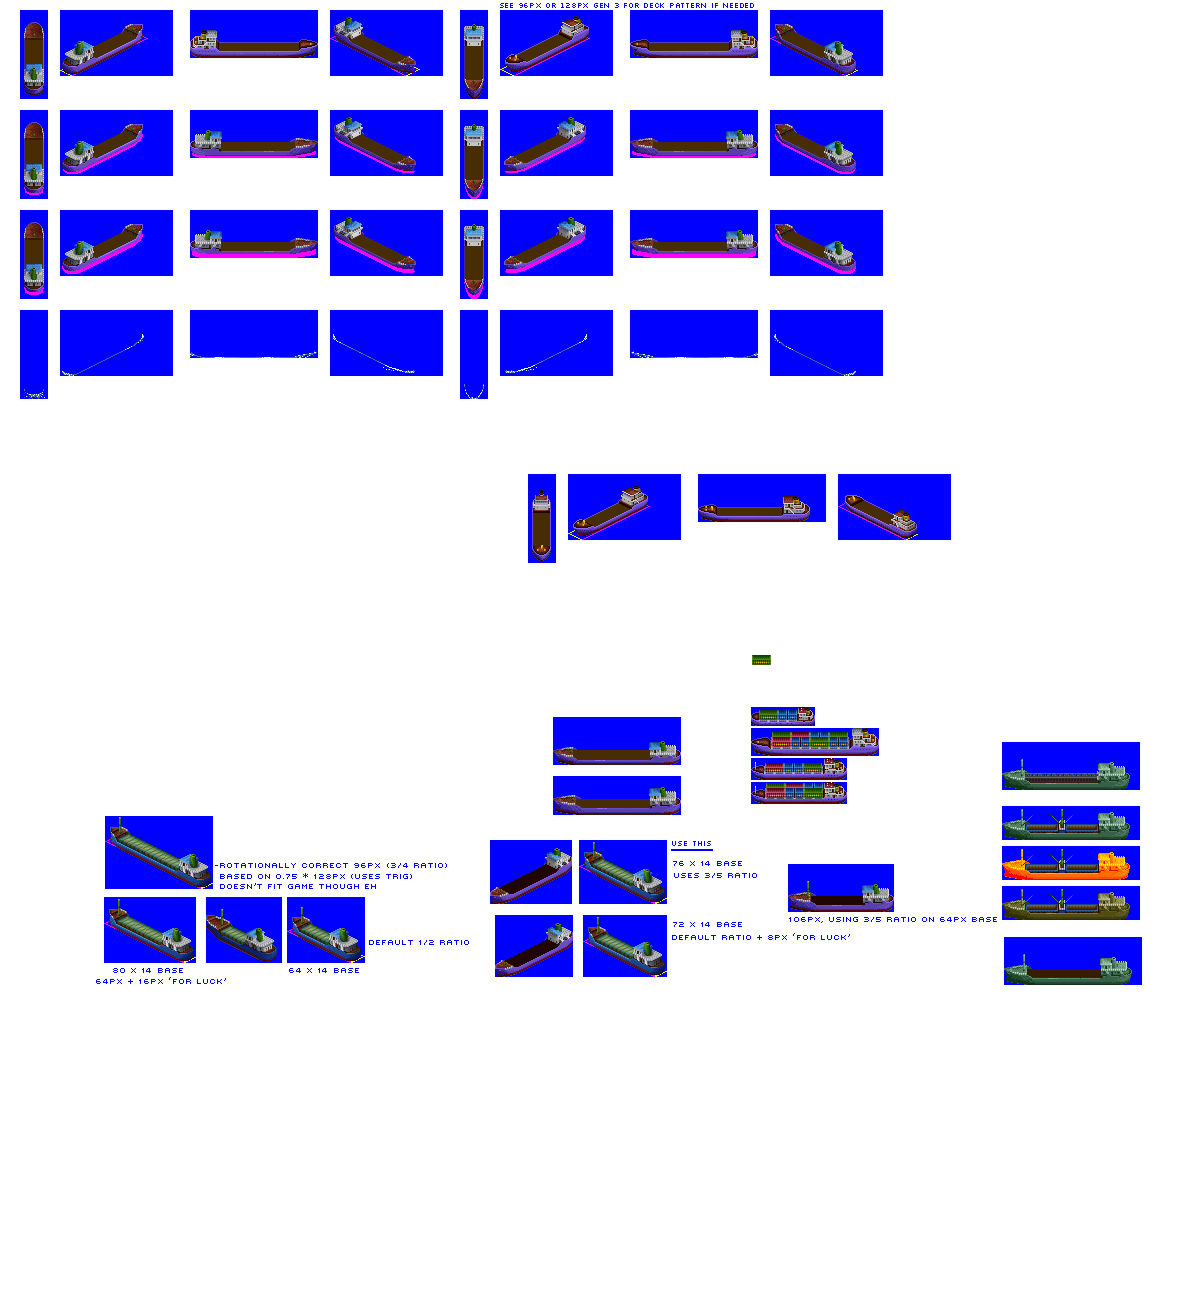 SEE 96PX OR 128PX GEN 3 FOR DECK PATTERN IF NEEDED
USE THIS
-ROTATIONALLY CORRECT 96PX (3/4 RATIO)
BASED ON 0.75 * 128PX (USES TRIG)
DOESN'T FIT GAME THOUGH EH
76 X 14 BASE
USES 3/5 RATIO
106PX, USING 3/5 RATIO ON 64PX BASE
72 X 14 BASE
DEFAULT RATIO + 8PX 'FOR LUCK'
DEFAULT 1/2 RATIO
80 X 14 BASE
64PX + 16PX 'FOR LUCK'
64 X 14 BASE